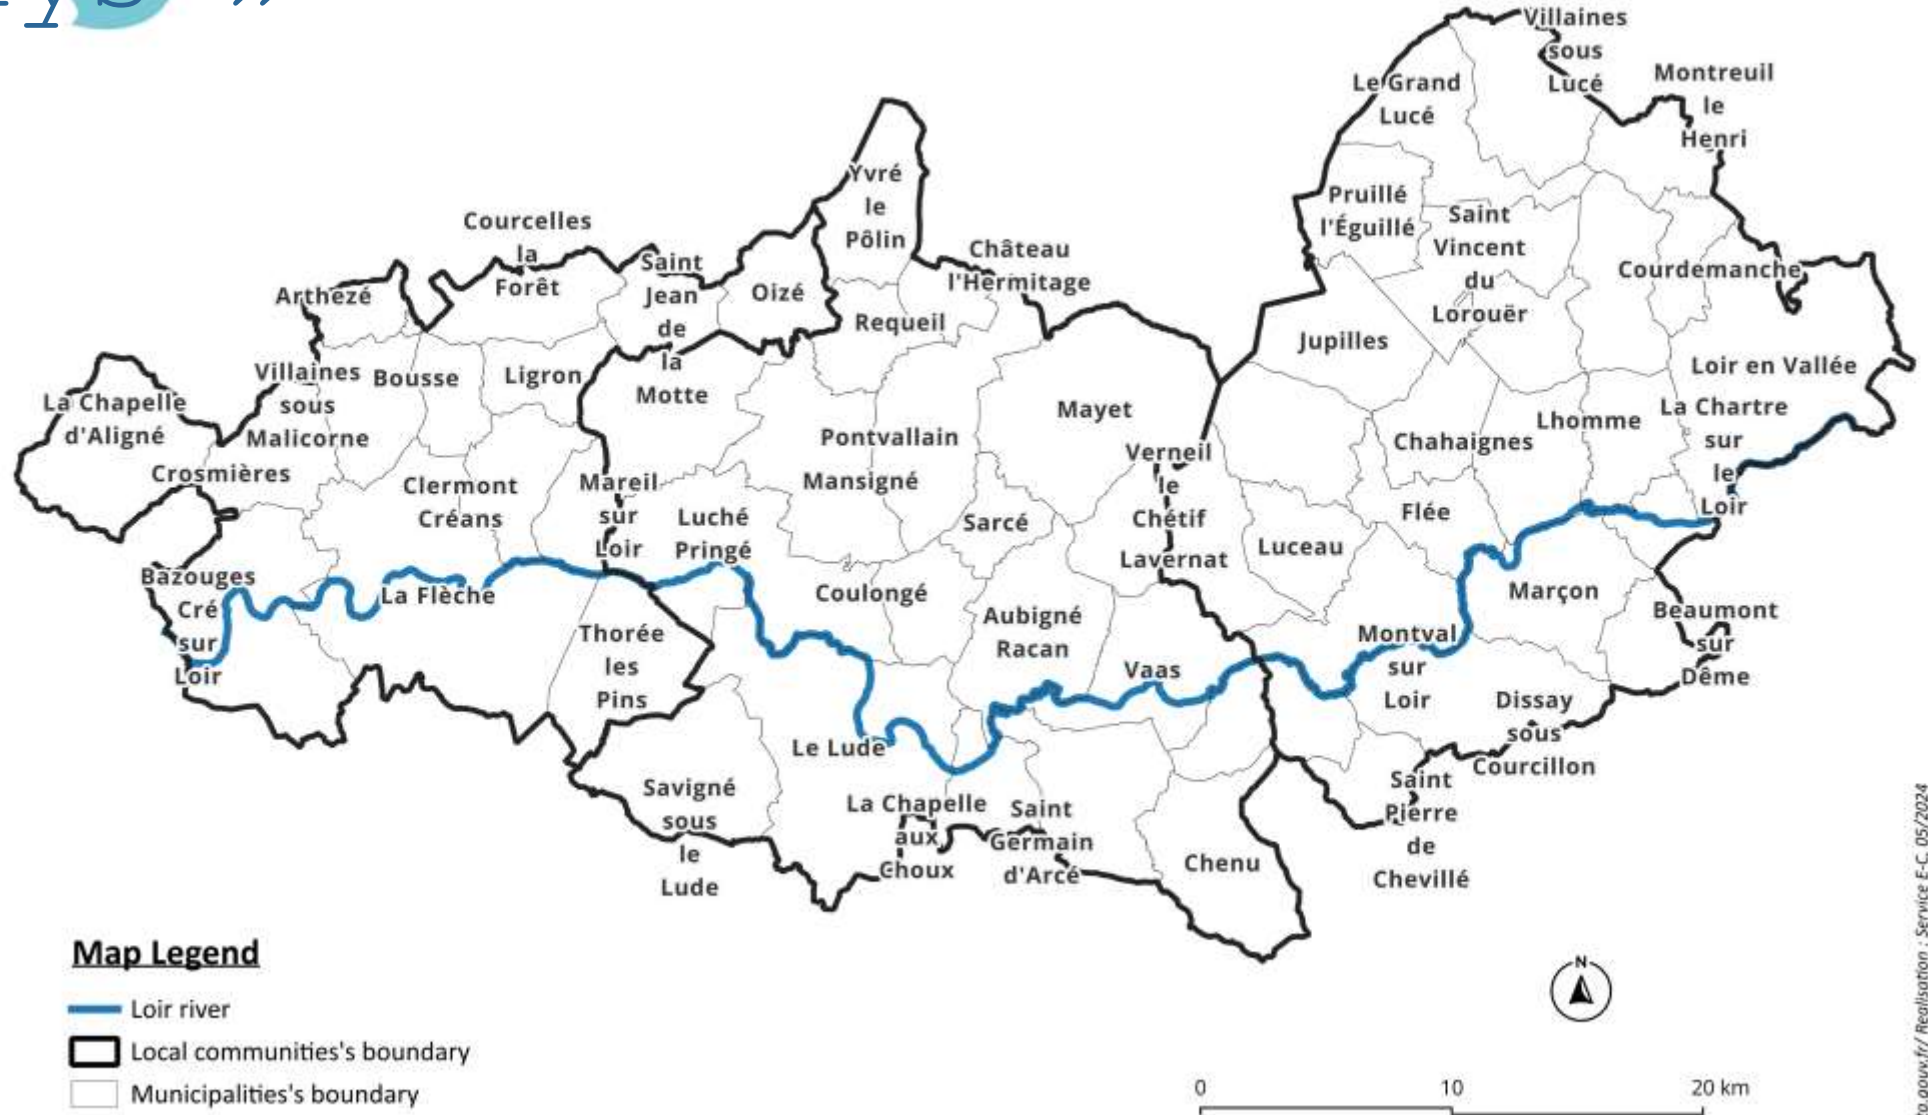 Villaines
sous
Lucé
Le Grand
Lucé
Montreuil
le
Henri
Yvré
le
Pôlin
Pruillé
l'Éguillé
Saint
Vincent
du
Lorouër
Courcelles
la
Forêt
Saint
Jean
de
la
Motte
Oizé
Château
l'Hermitage
Courdemanche
Arthezé
Requeil
Jupilles
Loir en Vallée
Villaines
sous
Malicorne
Bousse
Ligron
La Chapelle
d'Aligné
Mayet
Lhomme
La Chartre
sur
le
Loir
Pontvallain
Chahaignes
Verneil
le
Chétif
Crosmières
Clermont
Créans
Mareil
sur
Loir
Mansigné
Luché
Pringé
Sarcé
Flée
Lavernat
Luceau
Bazouges
Cré
sur
Loir
La Flèche
Coulongé
Marçon
Beaumont
sur
Dême
Aubigné
Racan
Thorée
les
Pins
Montval
sur
Loir
Vaas
Dissay
sous
Courcillon
Le Lude
Savigné
sous
le
Lude
La Chapelle
aux
Choux
Saint
Germain
d'Arcé
Saint
Pierre
de
Chevillé
Chenu
Map Legend
Loir river
Local communities's boundary
Municipalities's boundary
N
0 10 20 km
gouv.fr/ Realisation : Service E-C, 05/2024